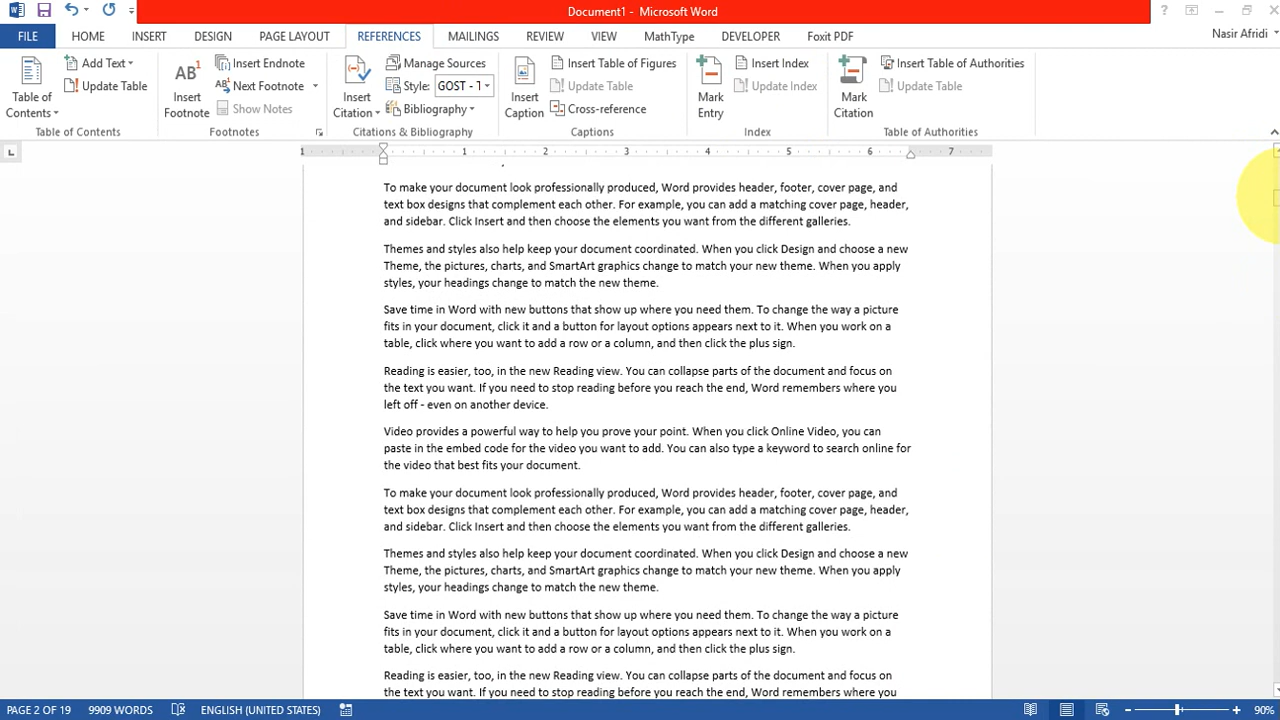 Document1 - Microsoft Word
FILE HOME INSERT DESIGN PAGE LAYOUT REFERENCES MAILINGS REVIEW VIEW MathType DEVELOPER Foxit PDF Nasir Afridi
Table of Contents
Add Text
Update Table
Table of Contents
AB1
Insert Footnote
Insert Endnote
Next Footnote
Show Notes
Footnotes
Insert Citation
Manage Sources
Style: GOST - T
Bibliography
Citations & Bibliography
Insert Caption
Insert Table of Figures
Update Table
Cross-reference
Captions
Mark Entry
Insert Index
Update Index
Index
Mark Citation
Insert Table of Authorities
Update Table
Table of Authorities
1 1 2 3 4 5 6 7
To make your document look professionally produced, Word provides header, footer, cover page, and
text box designs that complement each other. For example, you can add a matching cover page, header,
and sidebar. Click Insert and then choose the elements you want from the different galleries.
Themes and styles also help keep your document coordinated. When you click Design and choose a new
Theme, the pictures, charts, and SmartArt graphics change to match your new theme. When you apply
styles, your headings change to match the new theme.
Save time in Word with new buttons that show up where you need them. To change the way a picture
fits in your document, click it and a button for layout options appears next to it. When you work on a
table, click where you want to add a row or a column, and then click the plus sign.
Reading is easier, too, in the new Reading view. You can collapse parts of the document and focus on
the text you want. If you need to stop reading before you reach the end, Word remembers where you
left off - even on another device.
Video provides a powerful way to help you prove your point. When you click Online Video, you can
paste in the embed code for the video you want to add. You can also type a keyword to search online for
the video that best fits your document.
To make your document look professionally produced, Word provides header, footer, cover page, and
text box designs that complement each other. For example, you can add a matching cover page, header,
and sidebar. Click Insert and then choose the elements you want from the different galleries.
Themes and styles also help keep your document coordinated. When you click Design and choose a new
Theme, the pictures, charts, and SmartArt graphics change to match your new theme. When you apply
styles, your headings change to match the new theme.
Save time in Word with new buttons that show up where you need them. To change the way a picture
fits in your document, click it and a button for layout options appears next to it. When you work on a
table, click where you want to add a row or a column, and then click the plus sign.
Reading is easier, too, in the new Reading view. You can collapse parts of the document and focus on
the text you want. If you need to stop reading before you reach the end, Word remembers where you
PAGE 2 OF 19 9909 WORDS ENGLISH (UNITED STATES) 90%